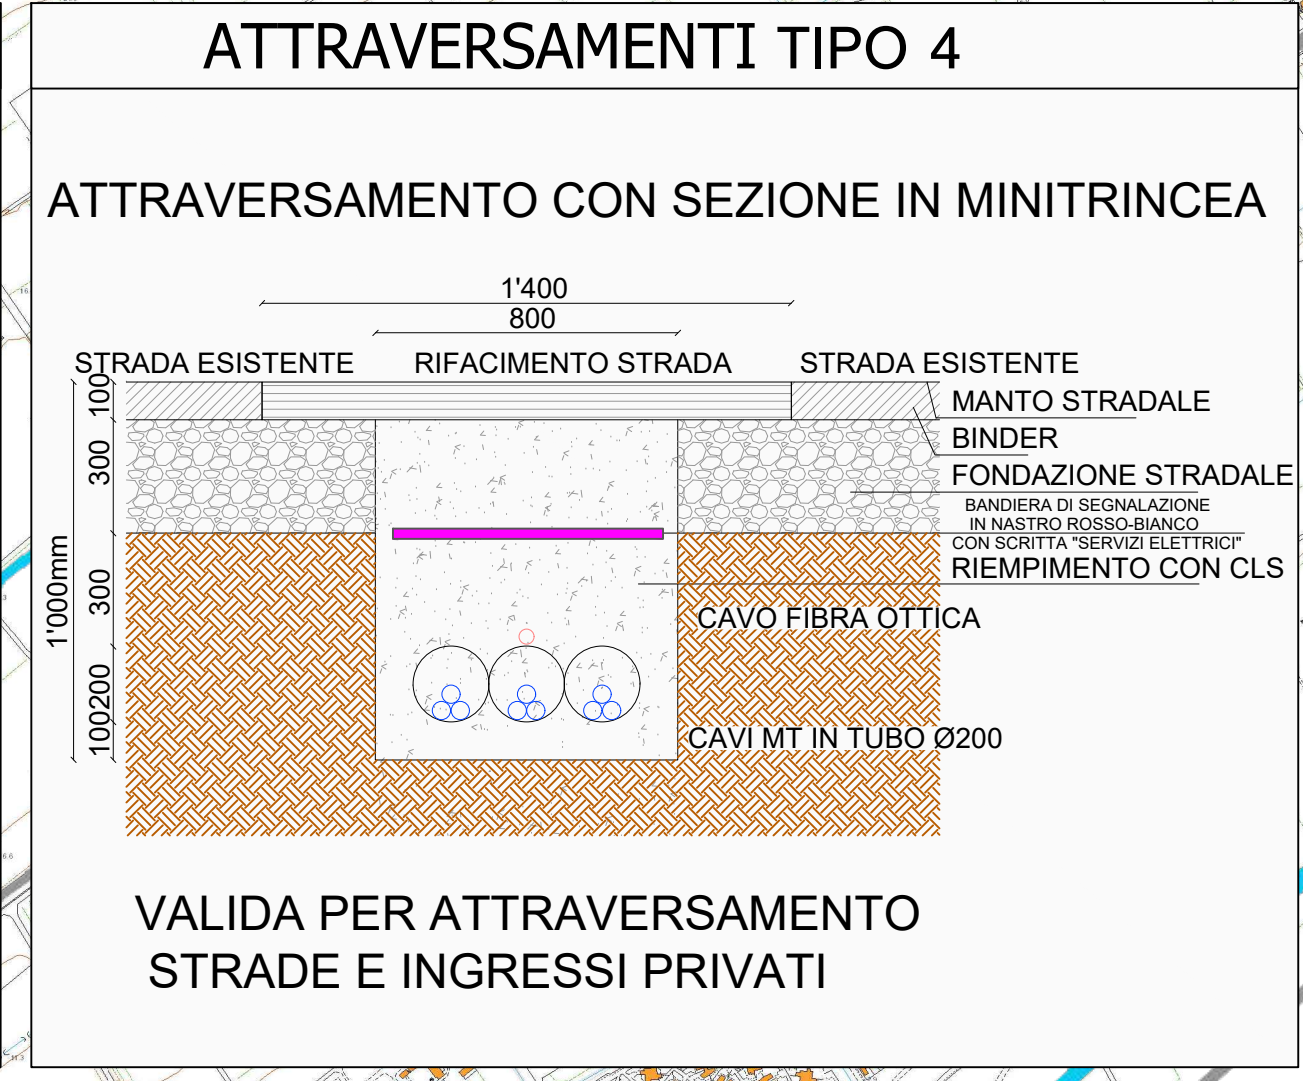 ATTRAVERSAMENTI TIPO 4
ATTRAVERSAMENTO CON SEZIONE IN MINITRINCEA
1'400
800
STRADA ESISTENTE
RIFACIMENTO STRADA
STRADA ESISTENTE
100
300
300
200
100
1'000mm
MANTO STRADALE
BINDER
FONDAZIONE STRADALE
BANDIERA DI SEGNALAZIONE
IN NASTRO ROSSO-BIANCO
CON SCRITTA "SERVIZI ELETTRICI"
RIEMPIMENTO CON CLS
CAVO FIBRA OTTICA
CAVI MT IN TUBO Ø200
VALIDA PER ATTRAVERSAMENTO
STRADE E INGRESSI PRIVATI